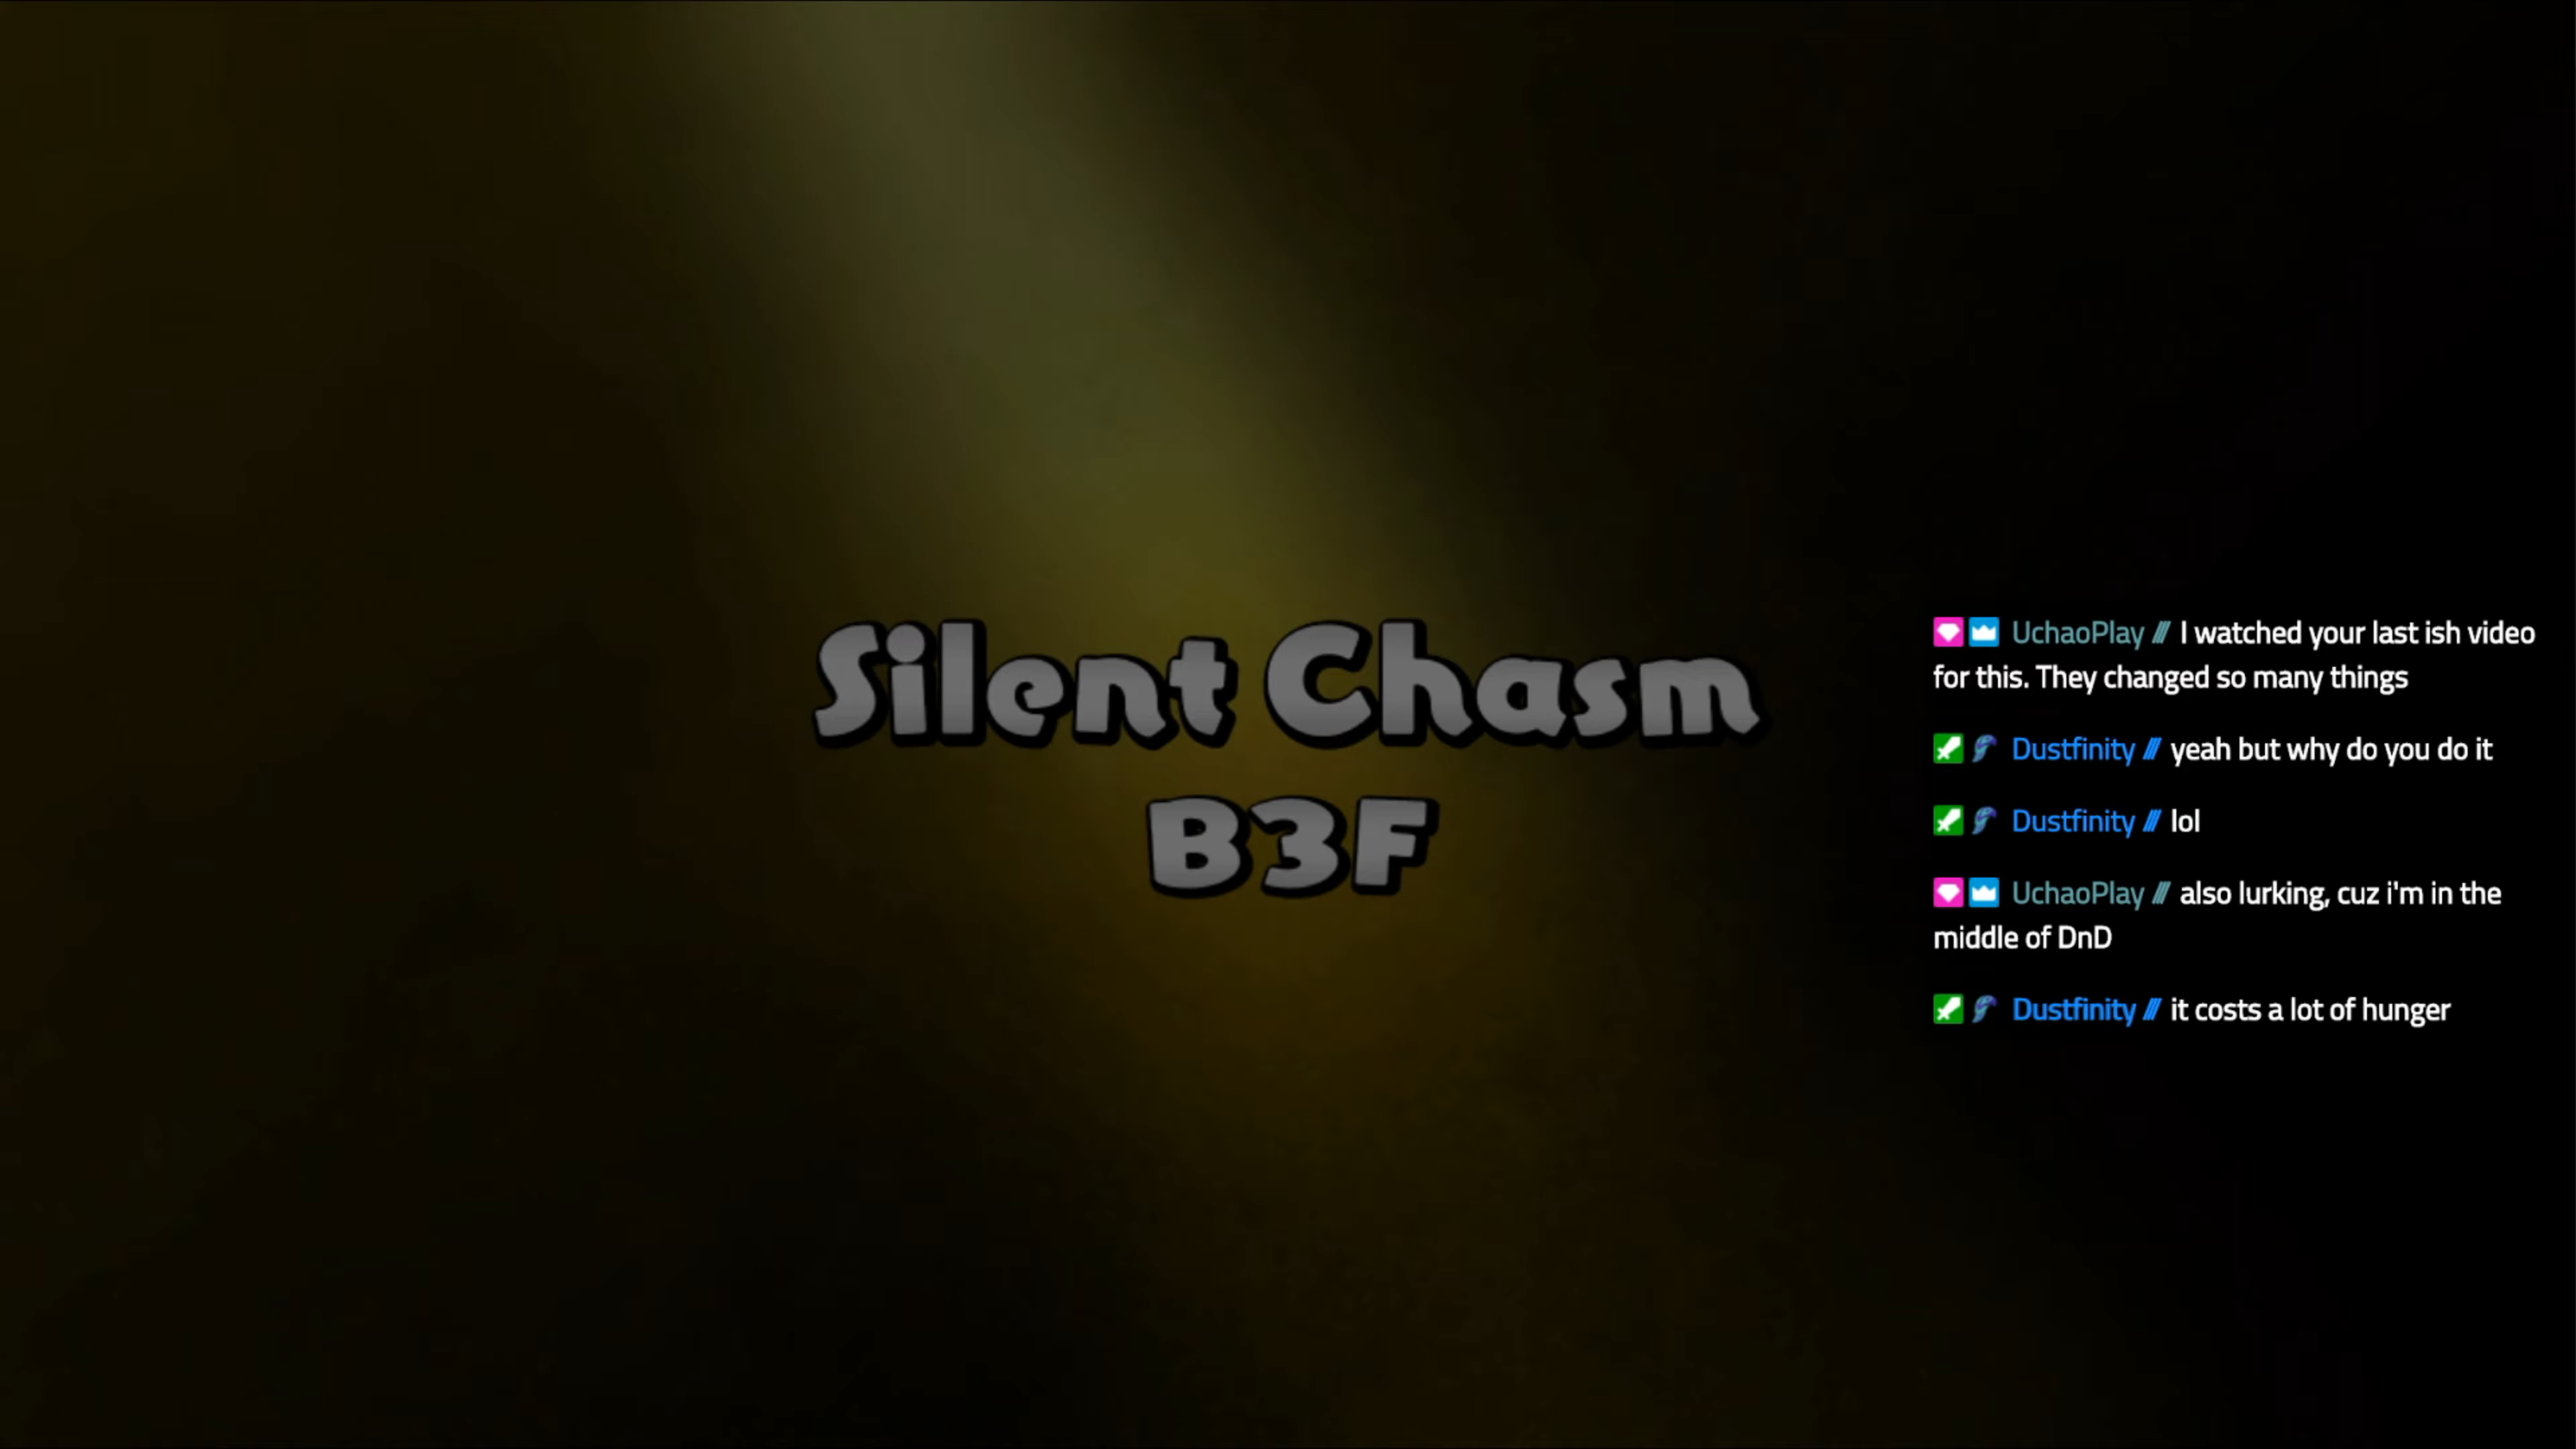 Silent Chasm
B3F
UchaoPlay /// I watched your last ish video
for this. They changed so many things
Dustfinity /// yeah but why do you do it
Dustfinity /// lol
UchaoPlay /// also lurking, cuz i'm in the
middle of DnD
Dustfinity /// it costs a lot of hunger